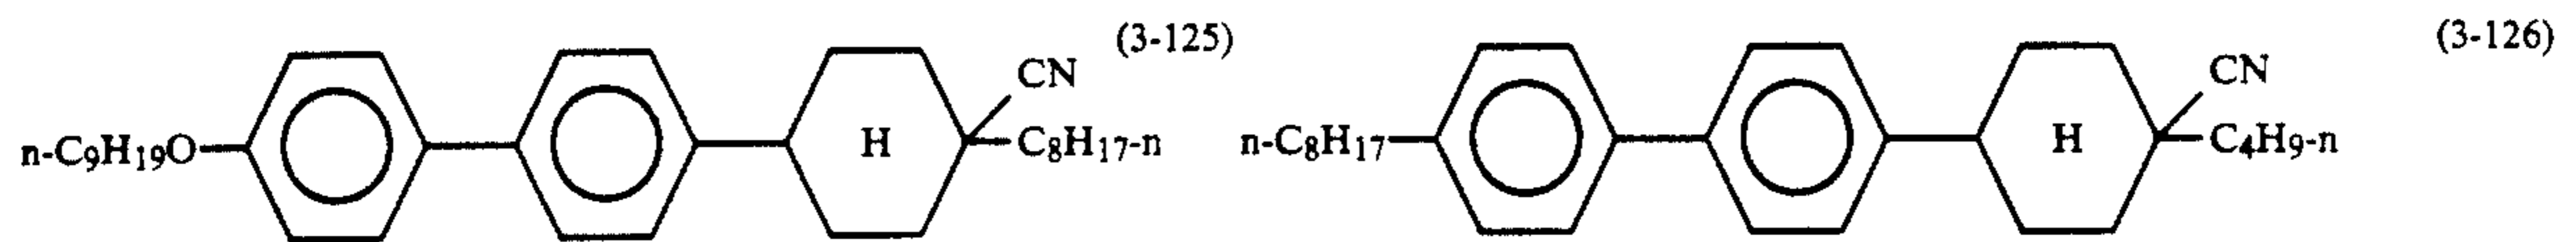 (3-125)
CN
n-C₉H₁₉O
H
C₈H₁₇-n
(3-126)
CN
n-C₈H₁₇
H
C₄H₉-n